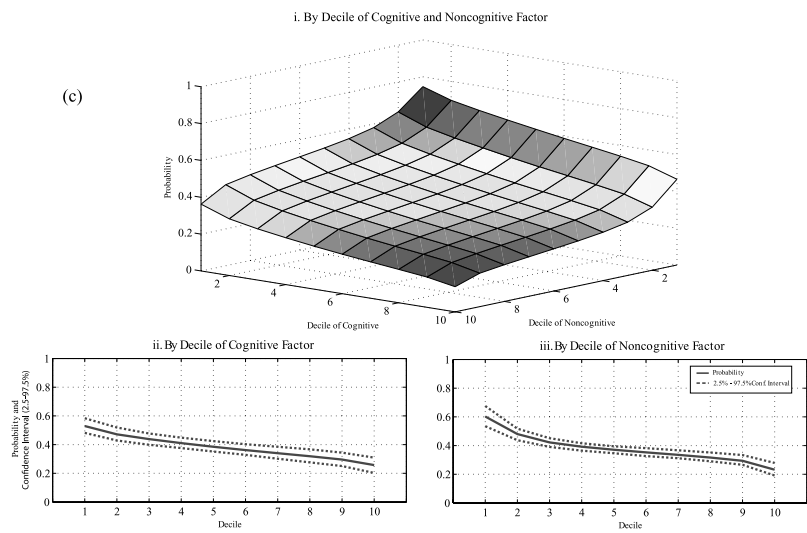 i. By Decile of Cognitive and Noncognitive Factor
(c)
1
0.8
0.6
0.4
0.2
0
Probability
2
4
6
8
10
Decile of Cognitive
10
8
6
4
2
Decile of Noncognitive
ii. By Decile of Cognitive Factor
1
0.8
0.6
0.4
0.2
0
Probability and
Confidence Interval (2.5-97.5%)
1 2 3 4 5 6 7 8 9 10
Decile
iii.By Decile of Noncognitive Factor
Probability
2.5% - 97.5%Conf.Interval
1
0.8
0.6
0.4
0.2
0
1 2 3 4 5 6 7 8 9 10
Decile